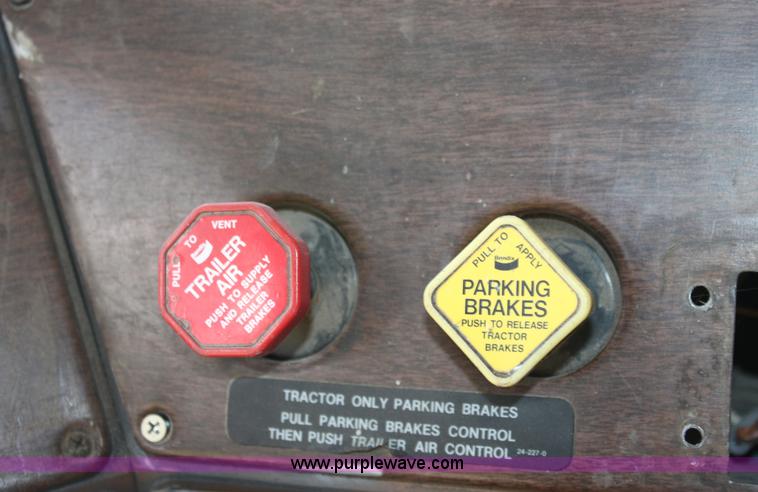 PULL TO VENT
TRAILER
AIR
PUSH TO SUPPLY
AND RELEASE
TRAILER
BRAKES
PULL TO APPLY
Bendix
PARKING
BRAKES
PUSH TO RELEASE
TRACTOR
BRAKES
TRACTOR ONLY PARKING BRAKES
PULL PARKING BRAKES CONTROL
THEN PUSH TRAILER AIR CONTROL 24-227-0
www.purplewave.com